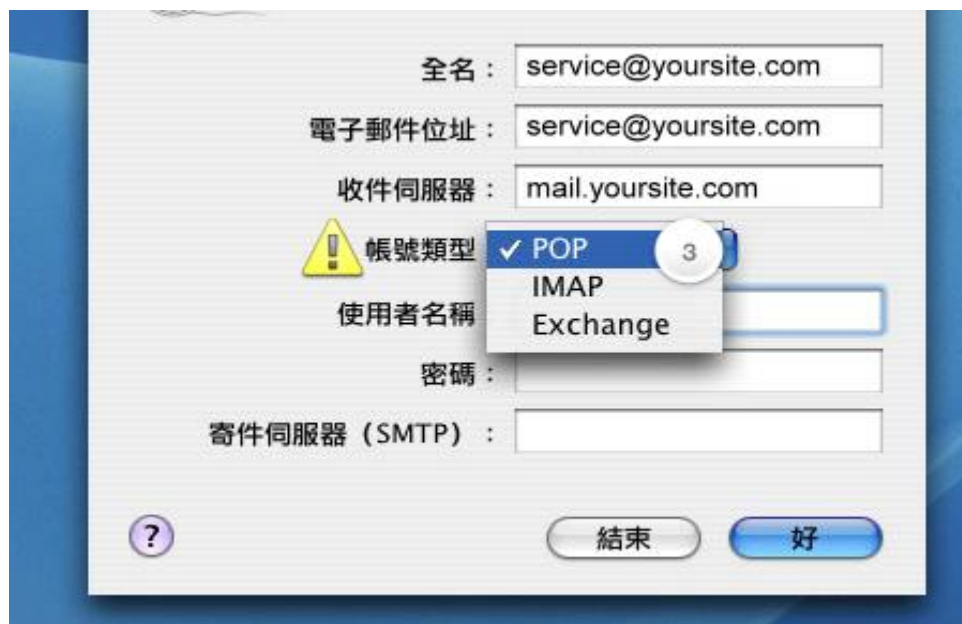 全名： service@yoursite.com
電子郵件位址： service@yoursite.com
收件伺服器： mail.yoursite.com
帳號類型 ✓ POP 3
IMAP
使用者名稱 Exchange
密碼：
寄件伺服器（SMTP）：
? 結束 好